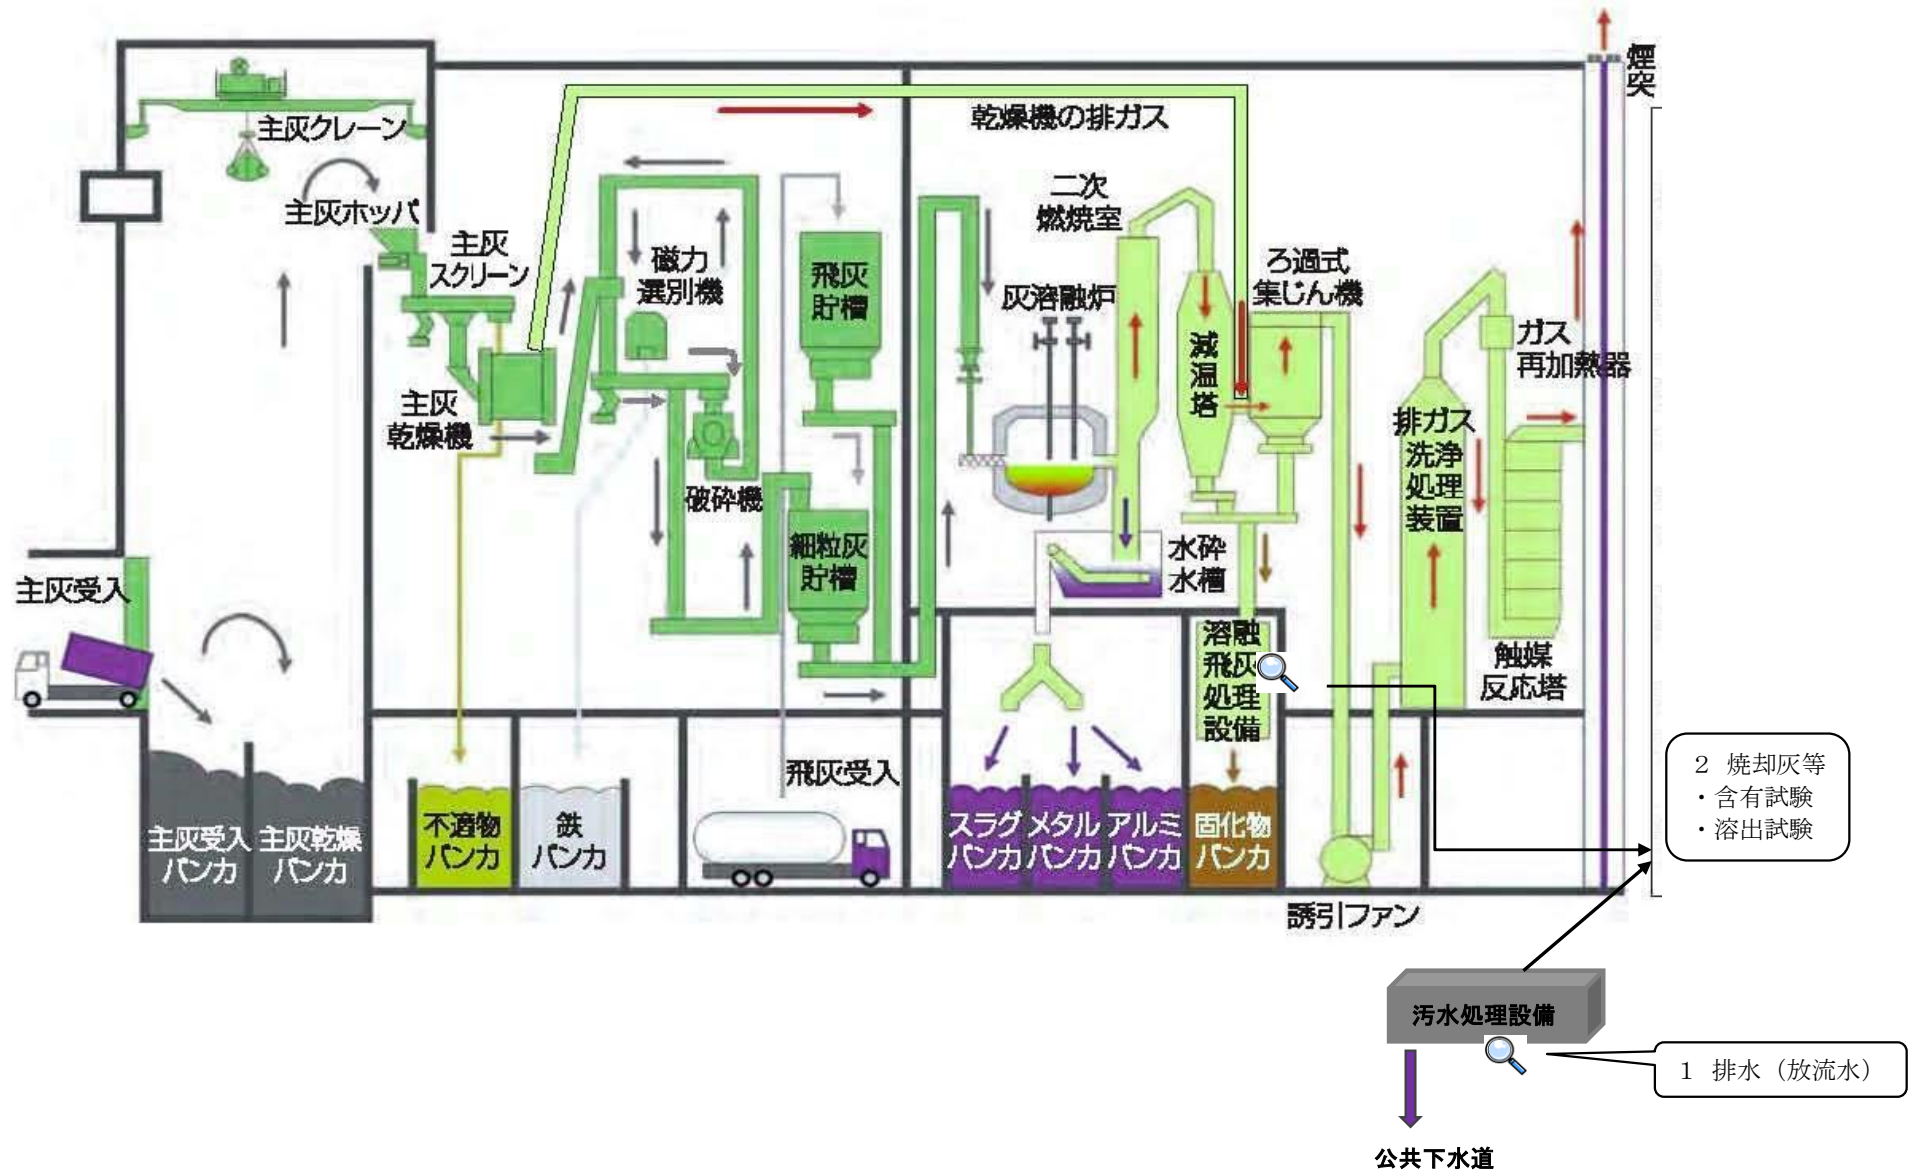 煙
突
主灰クレーン
乾燥機の排ガス
主灰ホッパ
二次
燃焼室
主灰
スクリーン
磁力
選別機
飛灰
貯槽
灰溶融炉
ろ過式
集じん機
減
温
塔
ガス
再加熱器
主灰
乾燥機
排ガス
洗浄
処理
装置
破砕機
細粒灰
貯槽
水砕
水槽
主灰受入
溶融
飛灰
処理
設備
触媒
反応塔
飛灰受入
主灰受入
バンカ
主灰乾燥
バンカ
不適物
バンカ
鉄
バンカ
スラグ
バンカ
メタル
バンカ
アルミ
バンカ
固化物
バンカ
誘引ファン
2 焼却灰等
・含有試験
・溶出試験
汚水処理設備
1 排水（放流水）
公共下水道